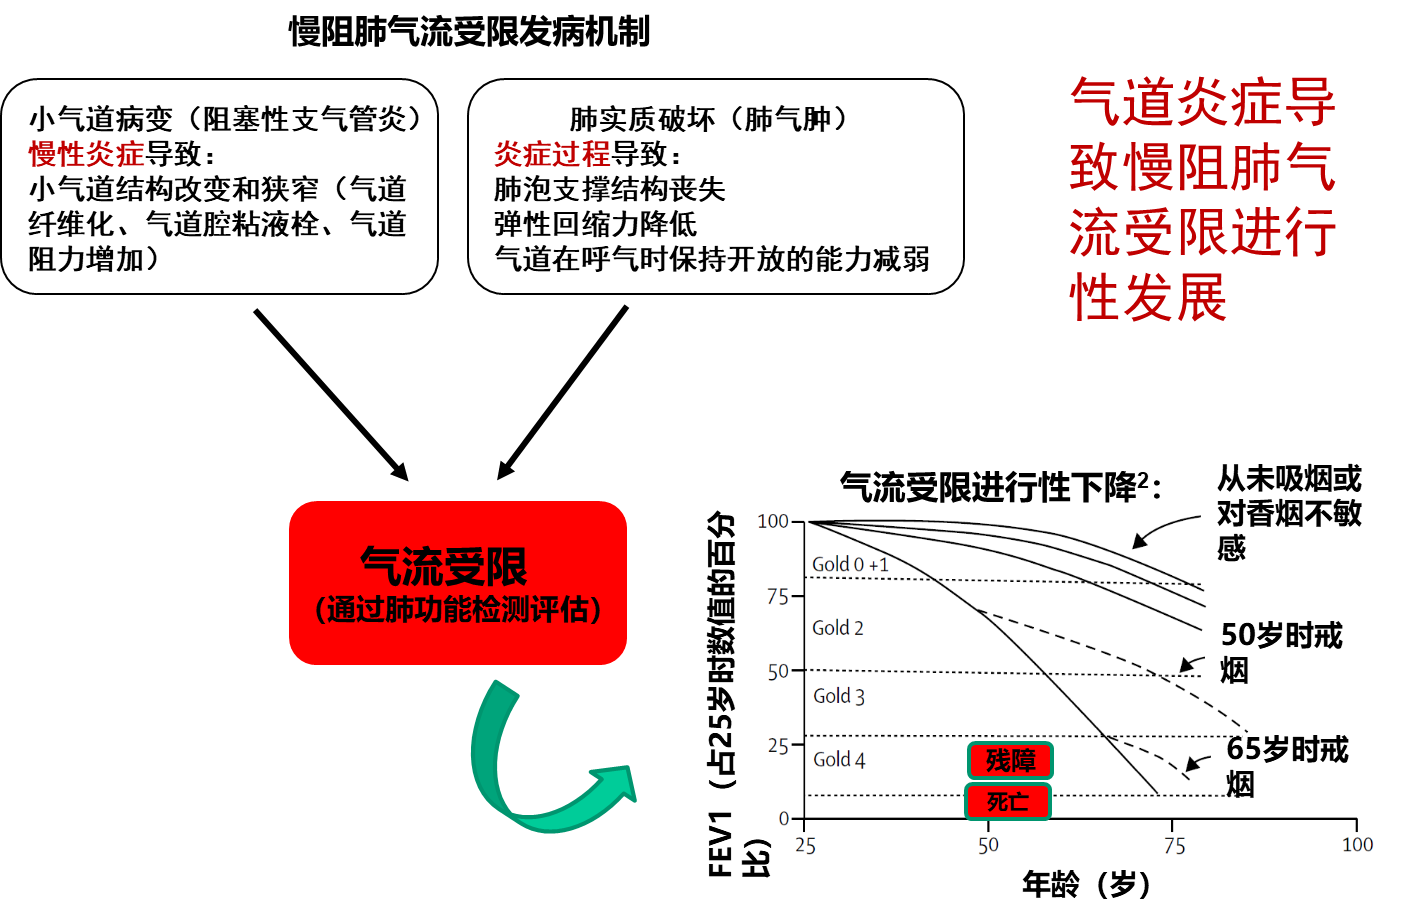 慢阻肺气流受限发病机制
小气道病变（阻塞性支气管炎）
慢性炎症导致：
小气道结构改变和狭窄（气道
纤维化、气道腔粘液栓、气道
阻力增加）
肺实质破坏（肺气肿）
炎症过程导致：
肺泡支撑结构丧失
弹性回缩力降低
气道在呼气时保持开放的能力减弱
气道炎症导
致慢阻肺气
流受限进行
性发展
气流受限
（通过肺功能检测评估）
气流受限进行性下降2：
从未吸烟或
对香烟不敏
感
50岁时戒
烟
65岁时戒
烟
FEV1（占25岁时数值的百分
比）
100
75
50
25
0
Gold 0 +1
Gold 2
Gold 3
Gold 4
残障
死亡
25
50
75
100
年龄（岁）